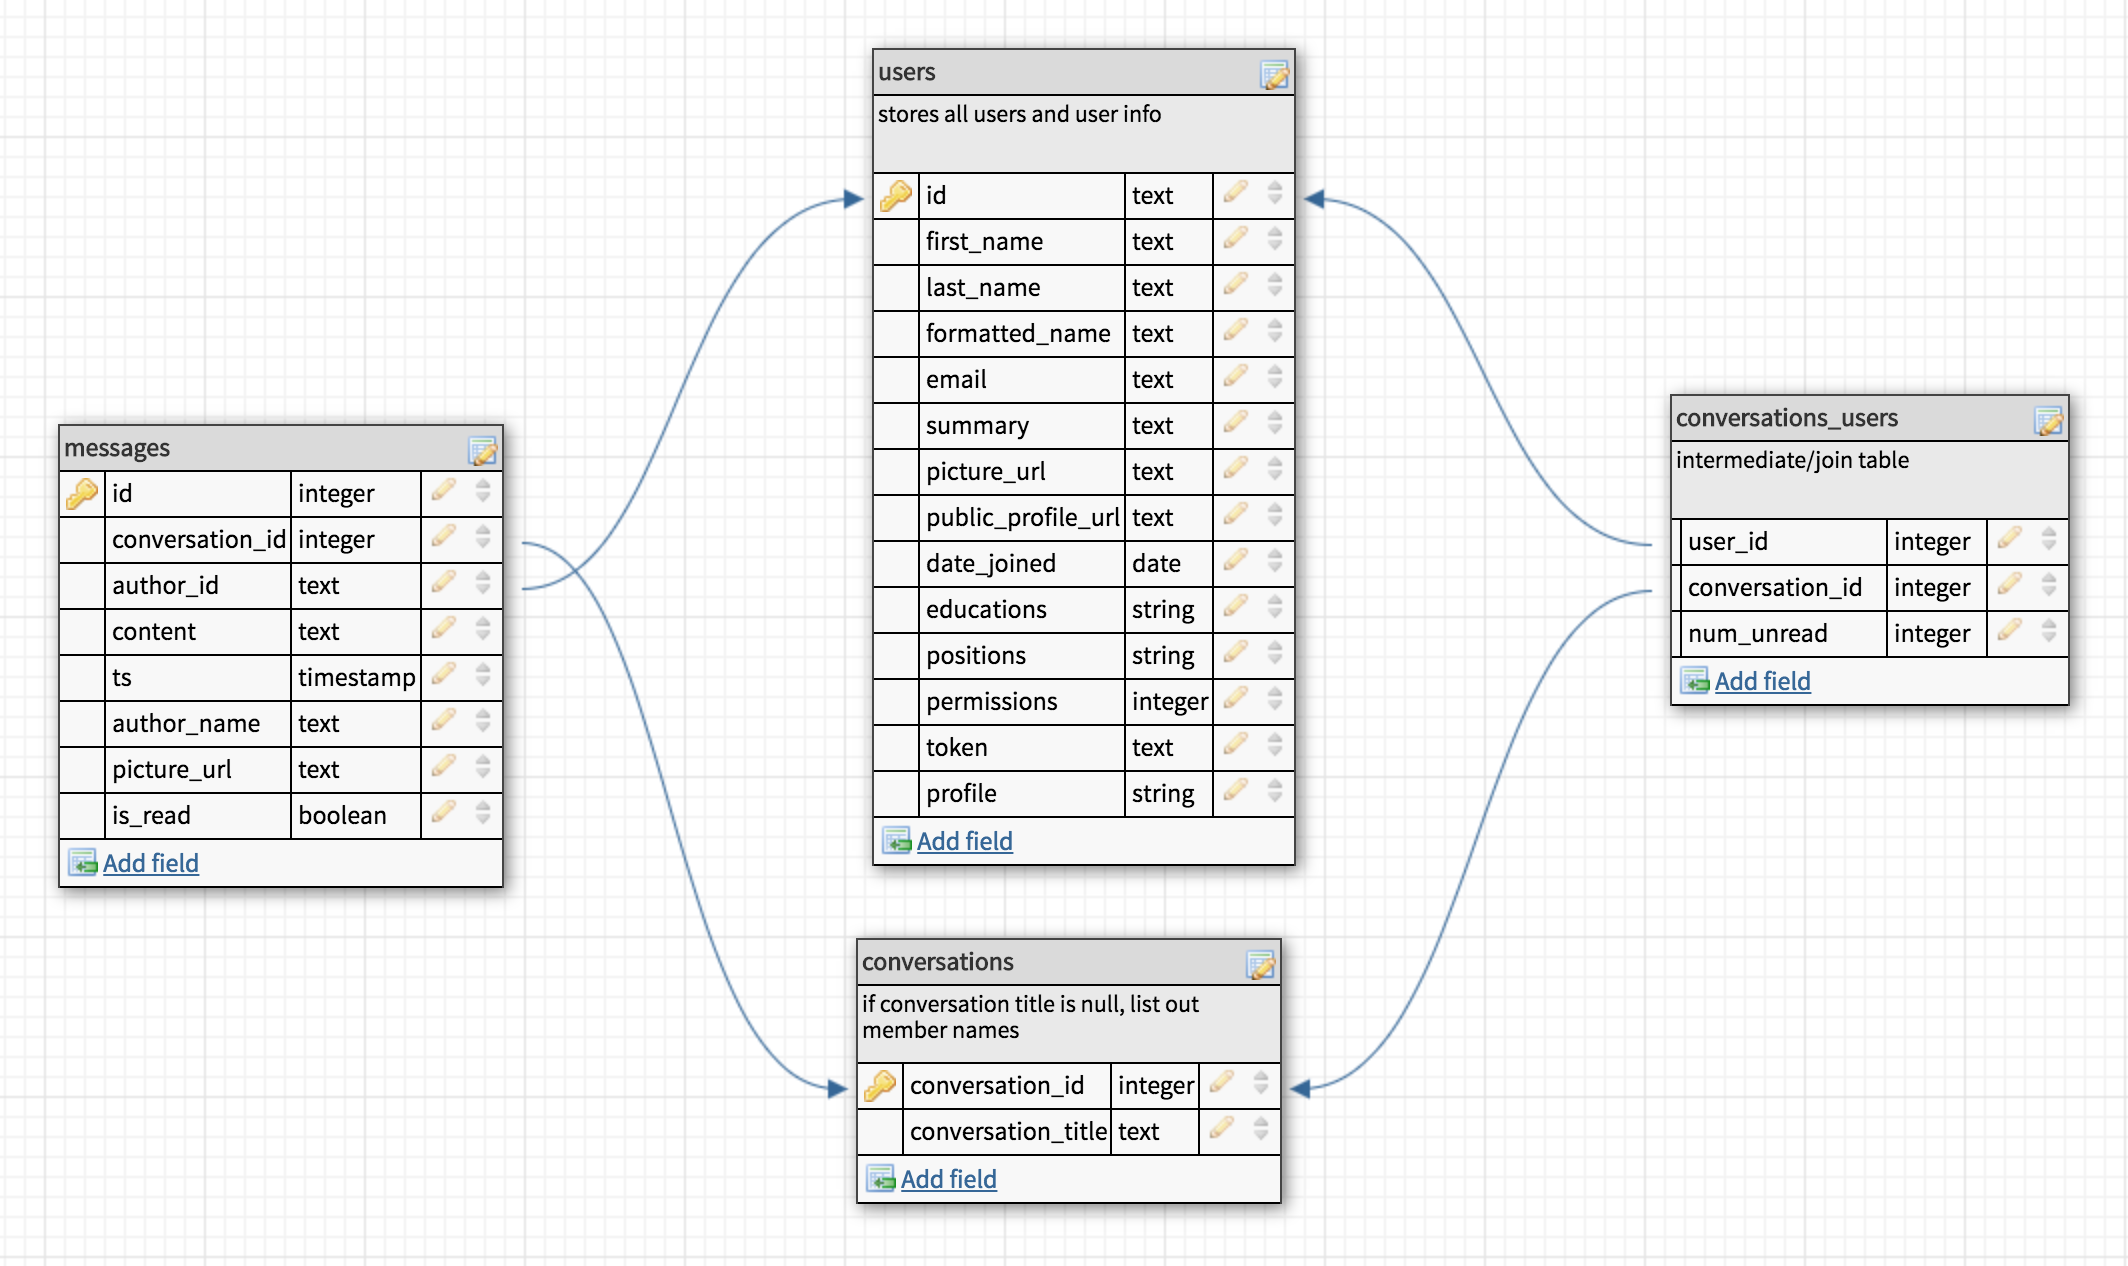 users
stores all users and user info
id text
first_name text
last_name text
formatted_name text
email text
summary text
picture_url text
public_profile_url text
date_joined date
educations string
positions string
permissions integer
token text
profile string
Add field
messages
id integer
conversation_id integer
author_id text
content text
ts timestamp
author_name text
picture_url text
is_read boolean
Add field
conversations_users
intermediate/join table
user_id integer
conversation_id integer
num_unread integer
Add field
conversations
if conversation title is null, list out
member names
conversation_id integer
conversation_title text
Add field